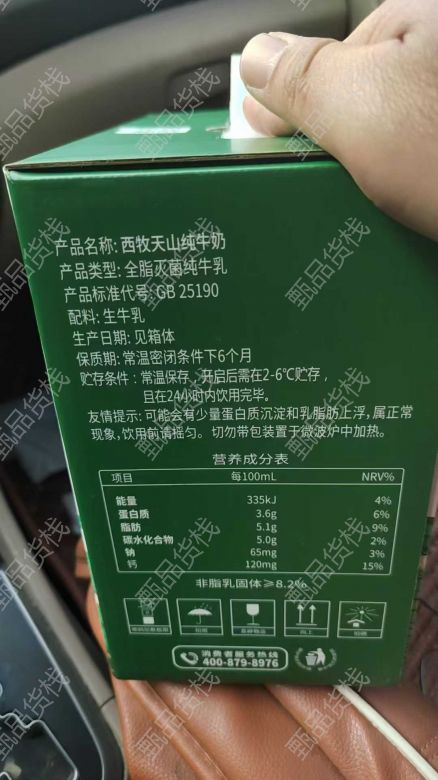 产品名称: 西牧天山纯牛奶
产品类型: 全脂灭菌纯牛乳
产品标准代号: GB 25190
配料: 生牛乳
生产日期: 见箱体
保质期: 常温密闭条件下6个月
贮存条件: 常温保存、开启后需在2-6℃贮存,
且在24小时内饮用完毕。
友情提示: 可能会有少量蛋白质沉淀和乳脂肪上浮, 属正常
现象, 饮用前请摇匀。切勿带包装置于微波炉中加热。
营养成分表
项目 每100mL NRV%
能量 335kJ 4%
蛋白质 3.6g 6%
脂肪 5.1g 9%
碳水化合物 5.0g 2%
钠 65mg 3%
钙 120mg 15%
非脂乳固体≥8.2%
怕雨 易碎物品 向上 怕晒
消费者服务热线
400-879-8976
甄品货栈